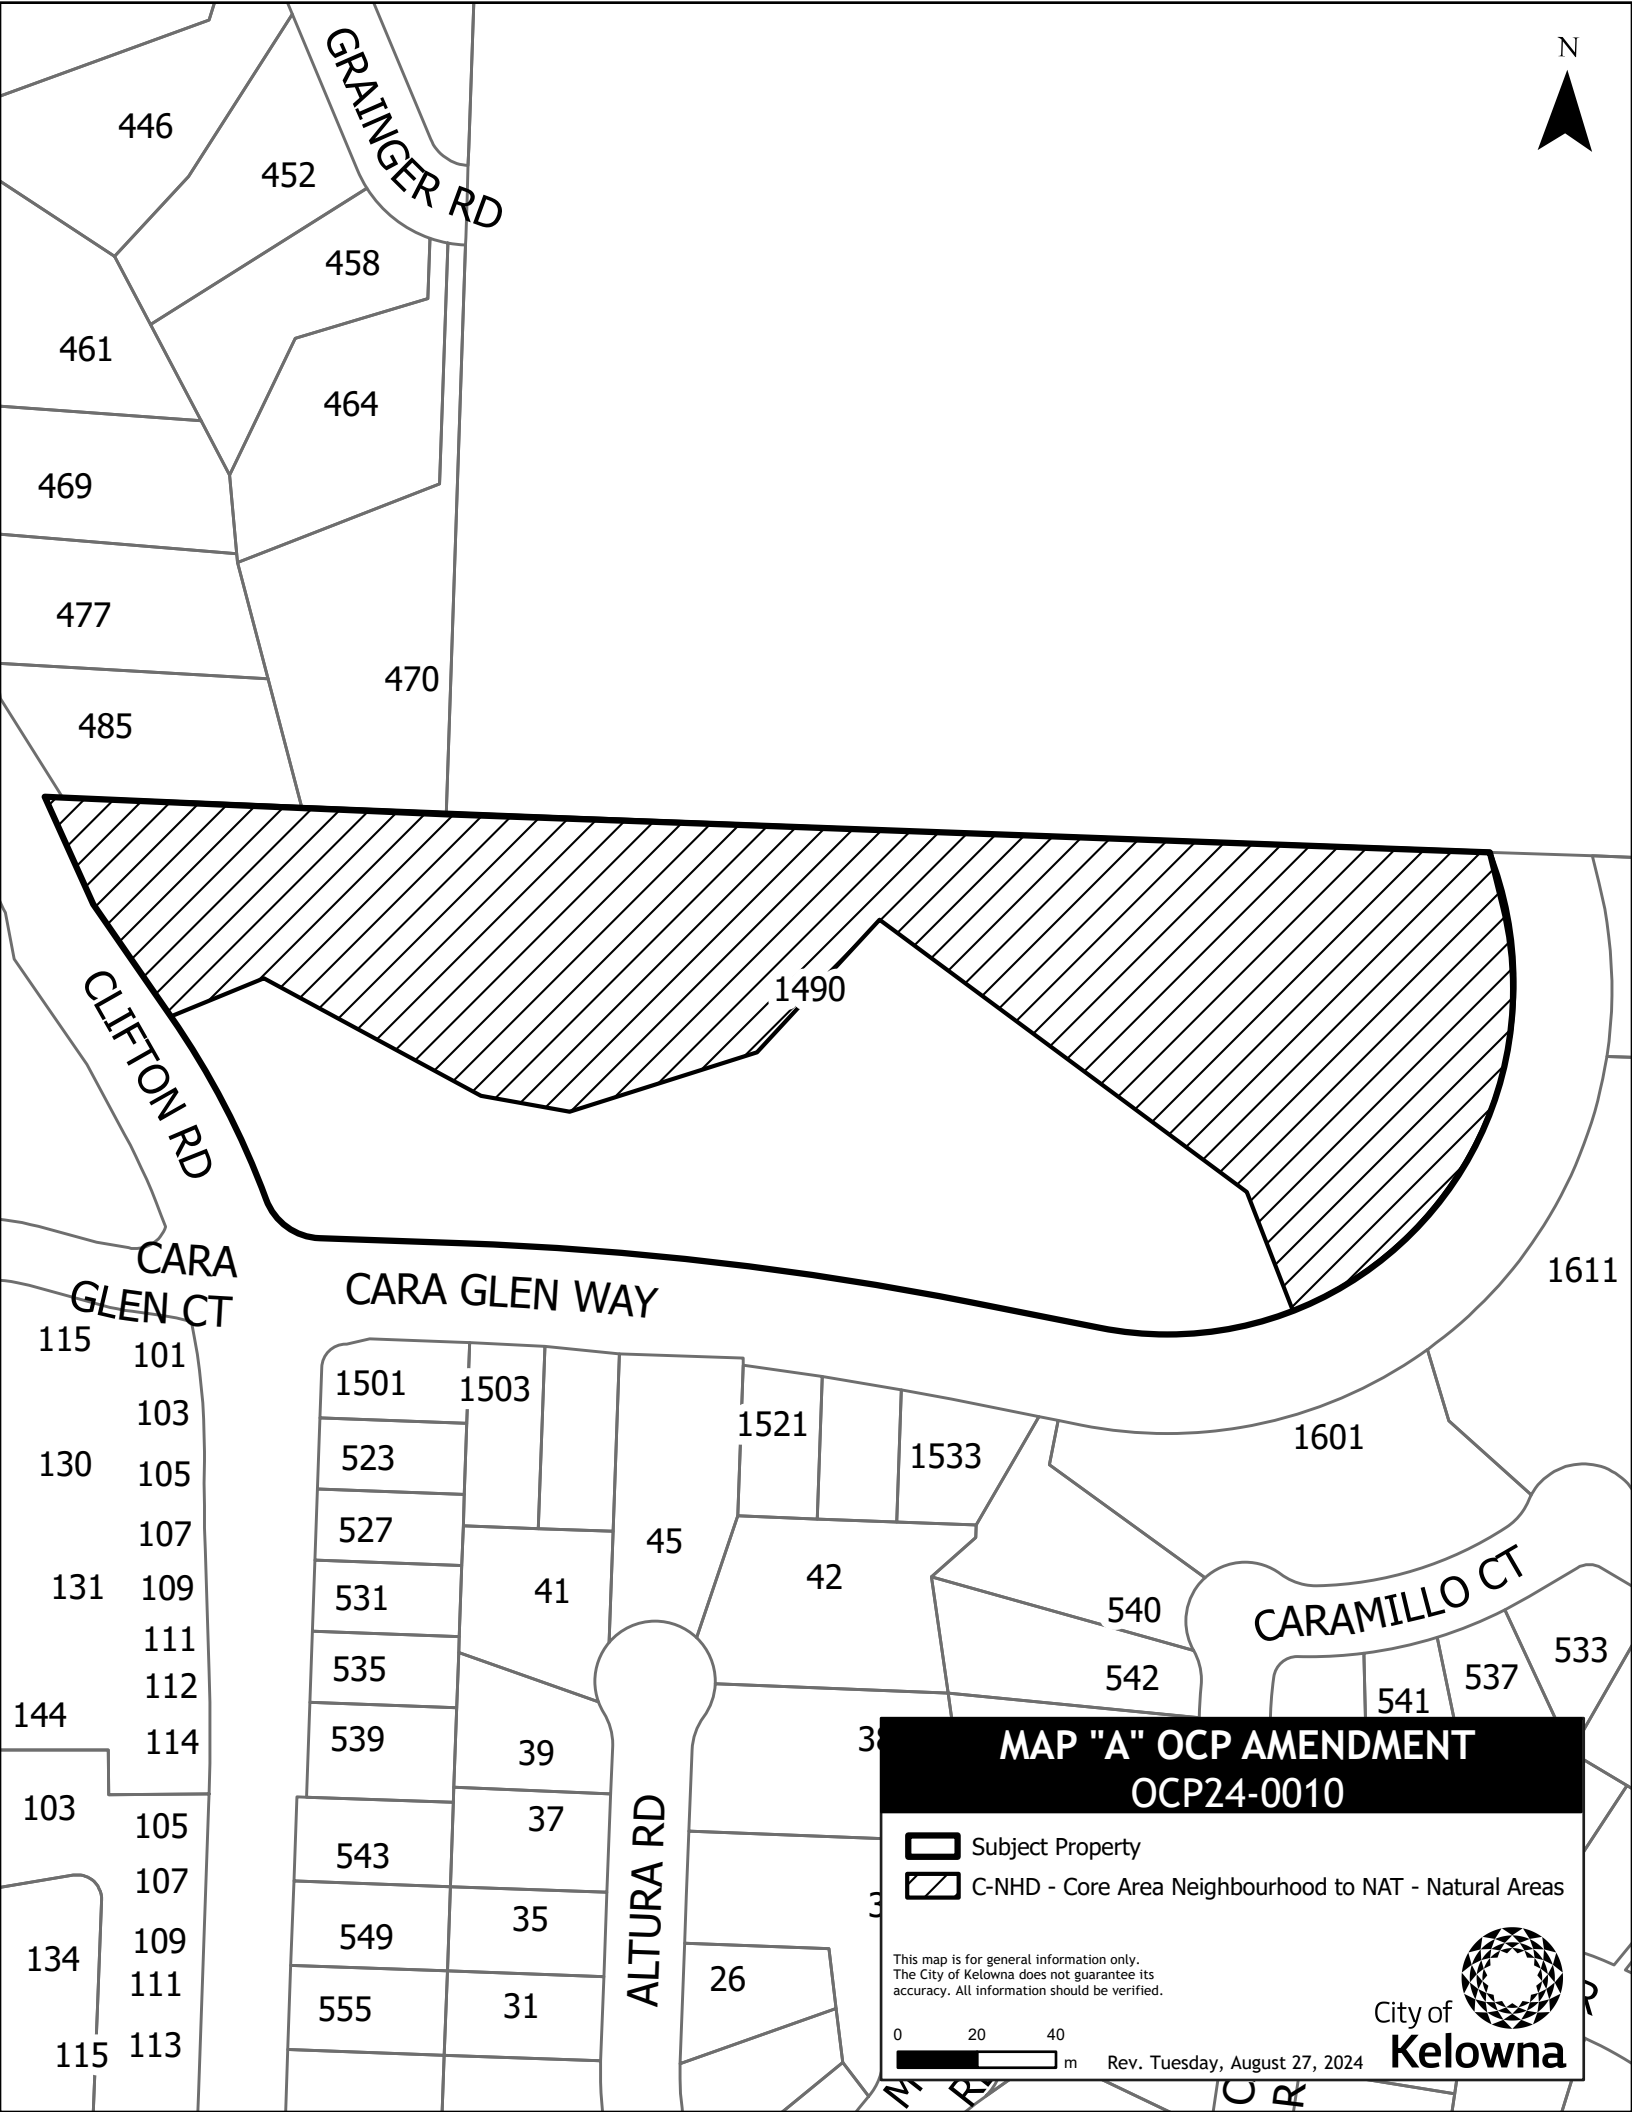 N
GRAINGER RD
446
452
458
461
464
469
477
470
485
1490
CLIFTON RD
CARA
GLEN CT
CARA GLEN WAY
1611
115
101
1501
1503
103
1521
1533
1601
130
105
523
107
527
45
131
109
531
41
42
540
CARAMILLO CT
111
112
535
542
533
537
541
144
114
539
39
103
105
37
543
107
ALTURA RD
35
549
109
134
111
26
555
31
115
113
MAP "A" OCP AMENDMENT
OCP24-0010
Subject Property
C-NHD - Core Area Neighbourhood to NAT - Natural Areas
This map is for general information only.
The City of Kelowna does not guarantee its
accuracy. All information should be verified.
0 20 40
m
Rev. Tuesday, August 27, 2024
City of
Kelowna